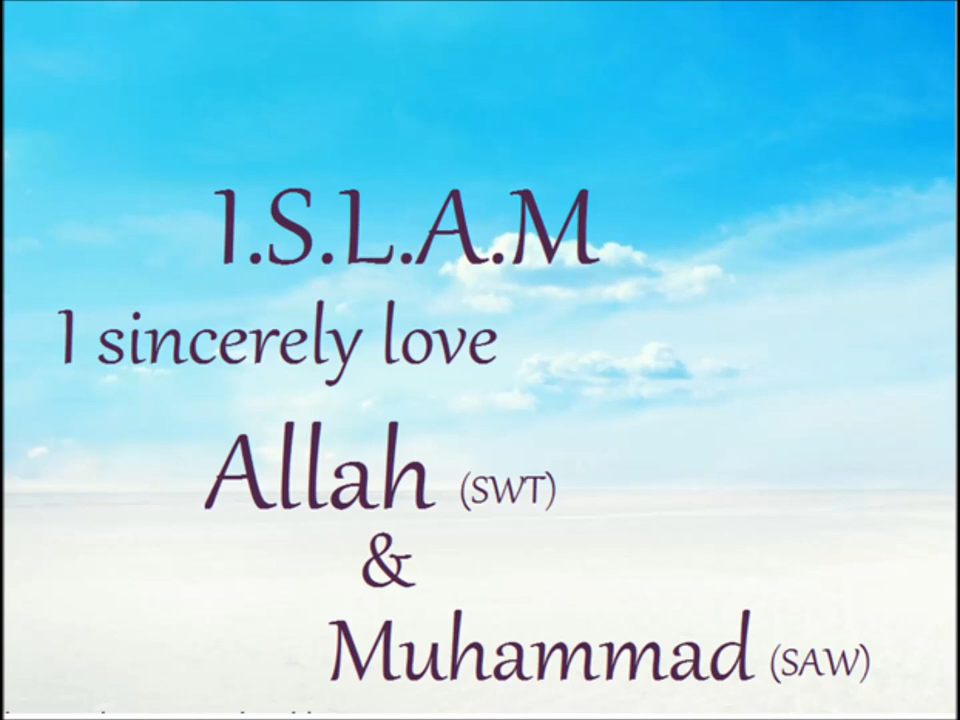 I.S.L.A.M
I sincerely love
Allah (SWT)
&
Muhammad (SAW)